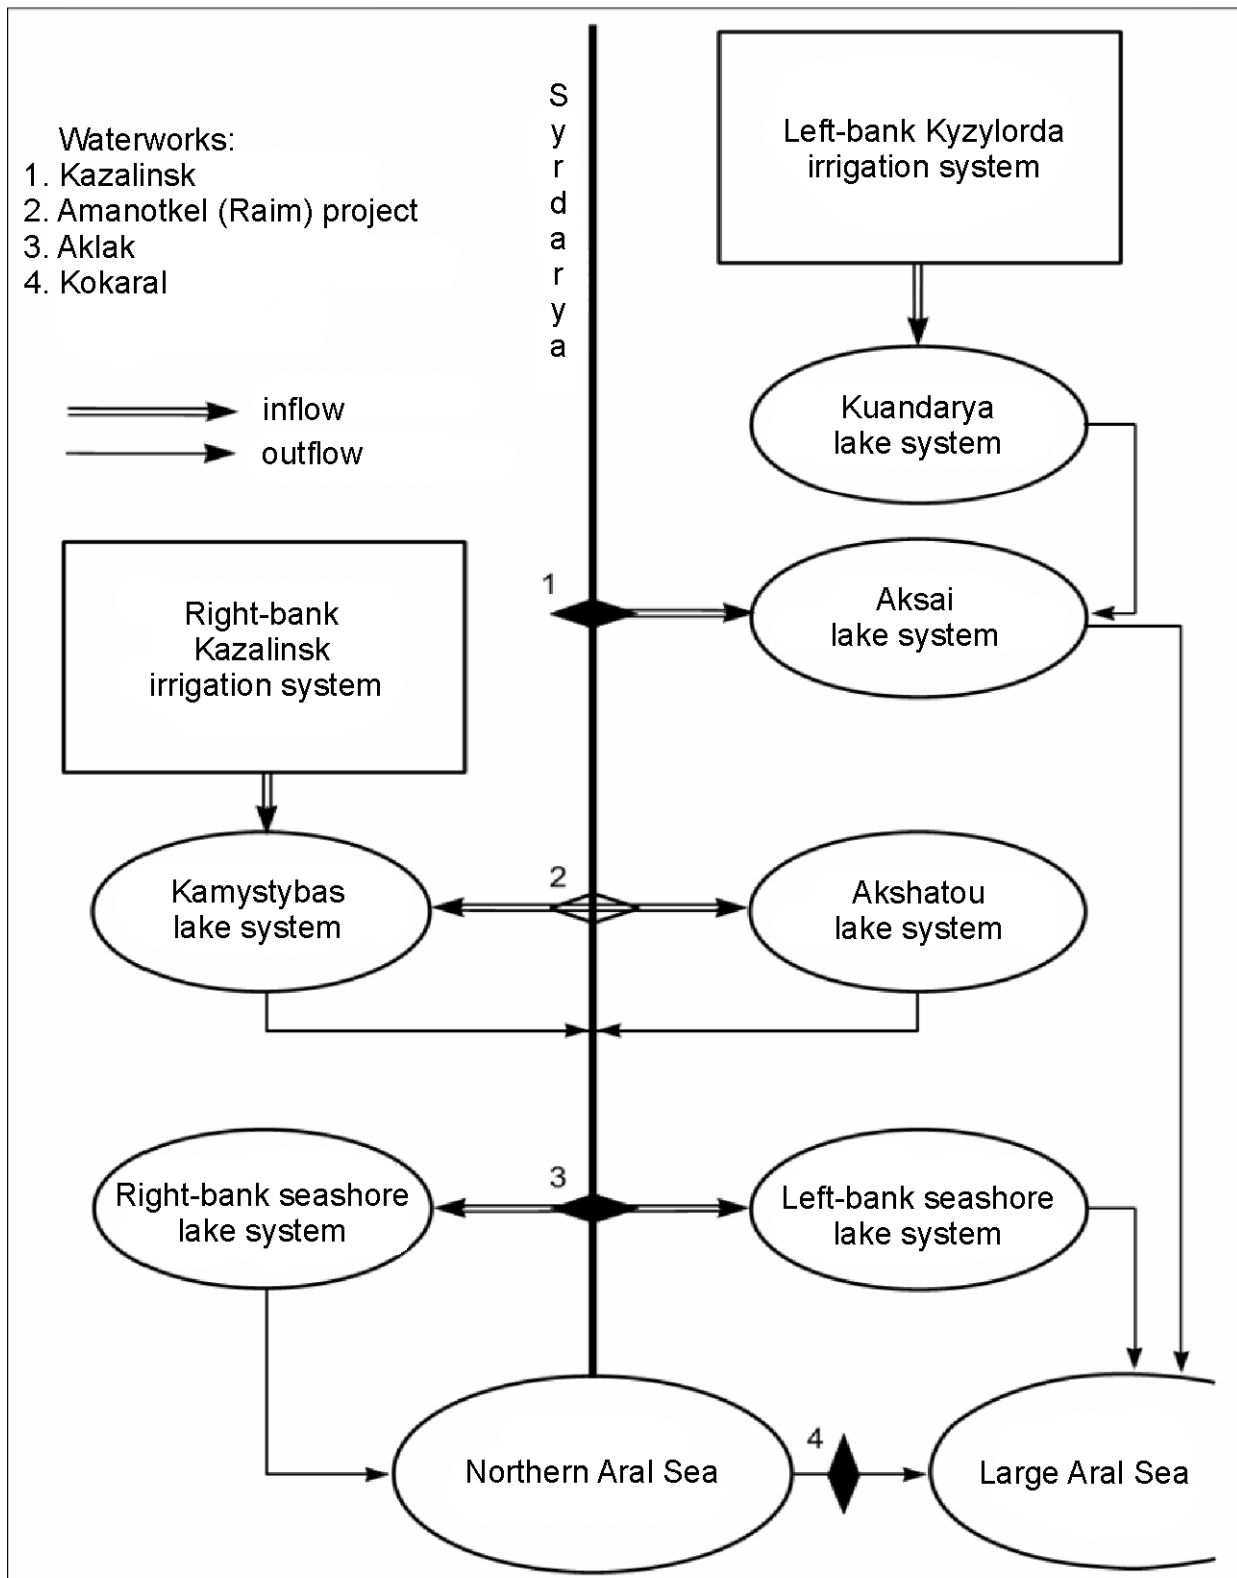 Waterworks:
1. Kazalinsk
2. Amanotkel (Raim) project
3. Aklak
4. Kokaral
inflow
outflow
Syrdarya
Left-bank Kyzylorda
irrigation system
Kuandarya
lake system
1
Aksai
lake system
Right-bank
Kazalinsk
irrigation system
Kamystybas
lake system
2
Akshatou
lake system
Right-bank seashore
lake system
3
Left-bank seashore
lake system
Northern Aral Sea
4
Large Aral Sea